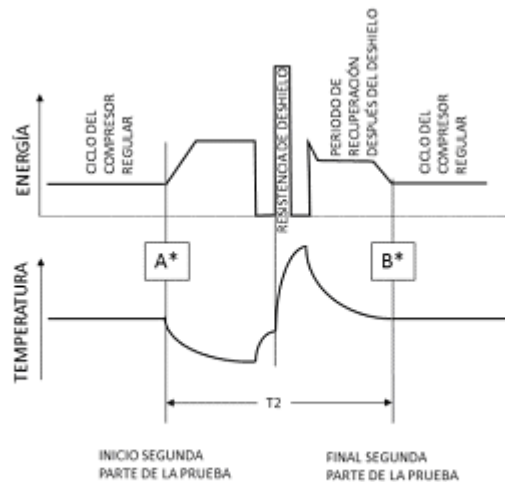 ENERGÍA
CICLO DEL
COMPRESOR
REGULAR
RESISTENCIA DE DESHIELO
PERIODO DE
RECUPERACIÓN
DESPUÉS DEL DESHIELO
CICLO DEL
COMPRESOR
REGULAR
A*
B*
TEMPERATURA
T2
INICIO SEGUNDA
PARTE DE LA PRUEBA
FINAL SEGUNDA
PARTE DE LA PRUEBA